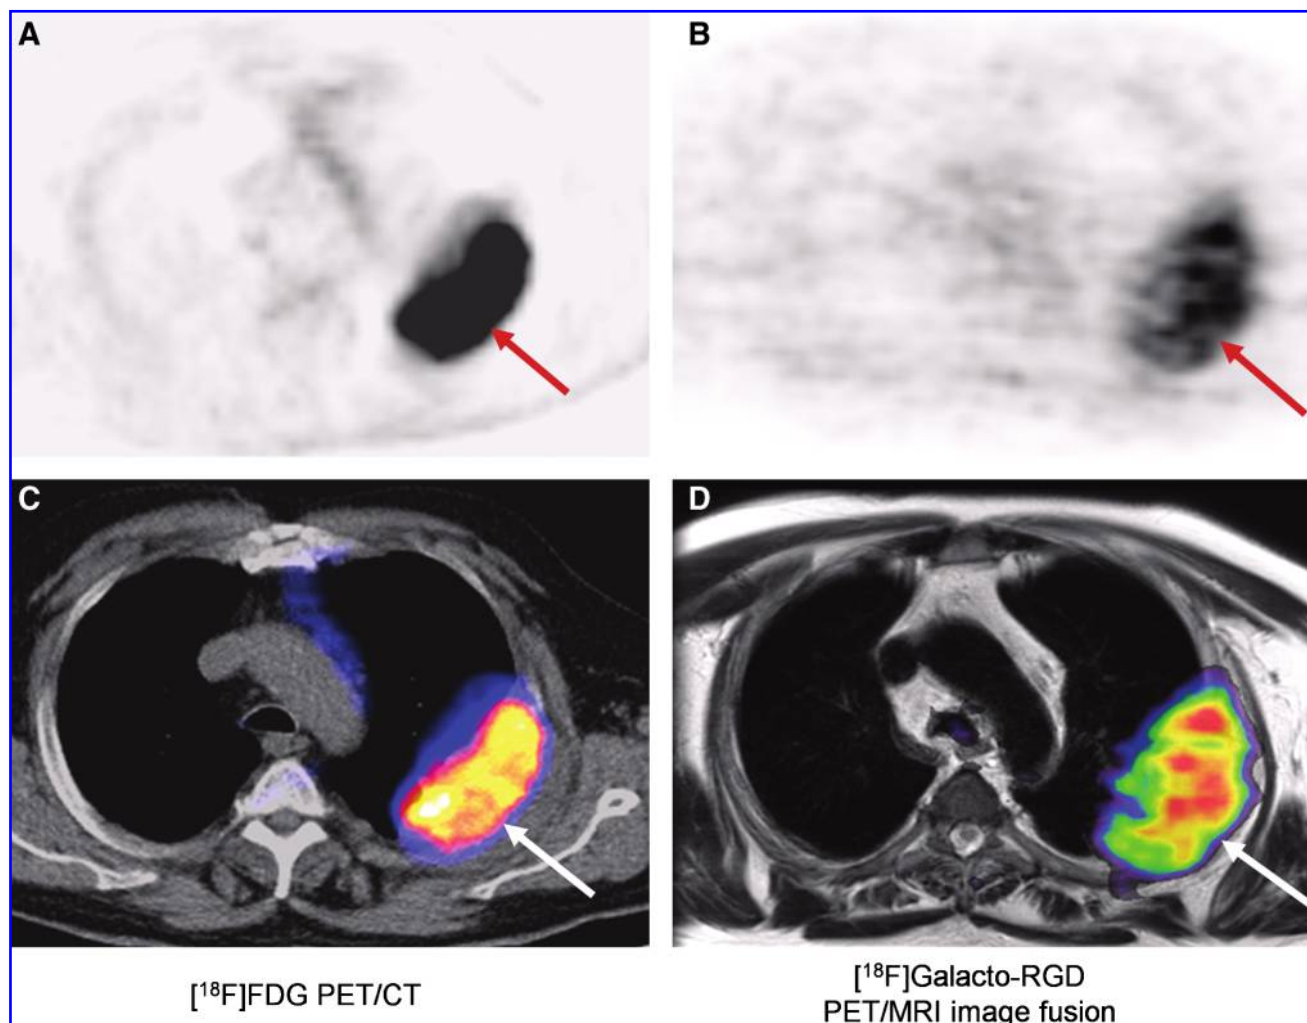 A
B
C
D
[¹⁸F]FDG PET/CT
[¹⁸F]Galacto-RGD
PET/MRI image fusion